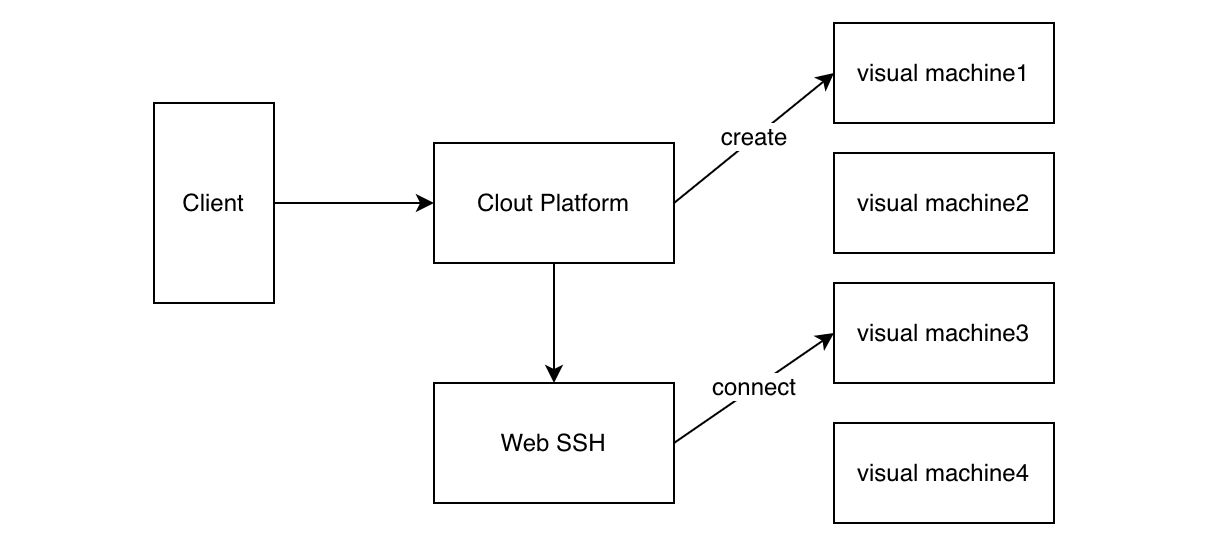 visual machine1
create
Client
Clout Platform
visual machine2
visual machine3
connect
Web SSH
visual machine4